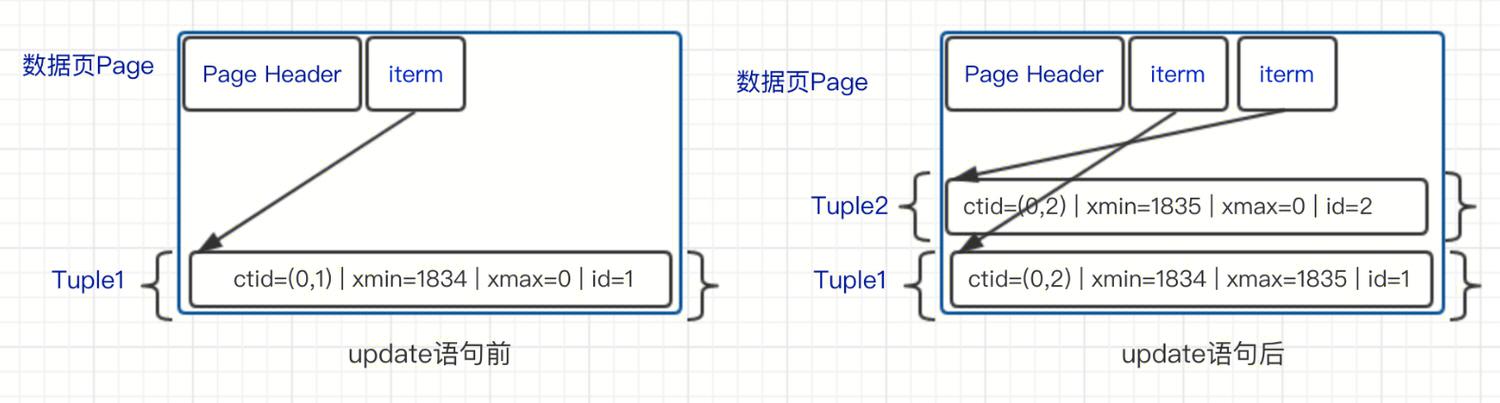 数据页Page
Page Header
iterm
Tuple1
ctid=(0,1) | xmin=1834 | xmax=0 | id=1
update语句前
数据页Page
Page Header
iterm
iterm
Tuple2
ctid=(0,2) | xmin=1835 | xmax=0 | id=2
Tuple1
ctid=(0,2) | xmin=1834 | xmax=1835 | id=1
update语句后